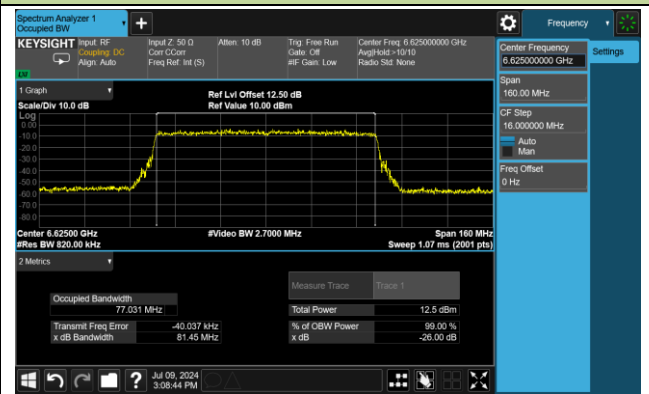 Spectrum Analyzer 1
Occupied BW
Frequency
KEYSIGHT
Input: RF
Coupling: DC
Align: Auto
Input Z: 50 Ω
Corr CCorr
Freq Ref: Int (S)
Atten: 10 dB
Trig: Free Run
Gate: Off
#IF Gain: Low
Center Freq: 6.625000000 GHz
Avg|Hold:>10/10
Radio Std: None
Center Frequency
6.625000000 GHz
Settings
Span
160.00 MHz
CF Step
16.000000 MHz
Auto
Man
Freq Offset
0 Hz
1 Graph
Ref Lvl Offset 12.50 dB
Scale/Div 10.0 dB
Ref Value 10.00 dBm
Log
0.00
-10.0
-20.0
-30.0
-40.0
-50.0
-60.0
-70.0
-80.0
Center 6.62500 GHz
#Video BW 2.7000 MHz
Span 160 MHz
#Res BW 820.00 kHz
Sweep 1.07 ms (2001 pts)
2 Metrics
Measure Trace
Trace 1
Occupied Bandwidth
77.031 MHz
Total Power
12.5 dBm
Transmit Freq Error
-40.037 kHz
% of OBW Power
99.00 %
x dB Bandwidth
81.45 MHz
x dB
-26.00 dB
?
Jul 09, 2024
3:08:44 PM